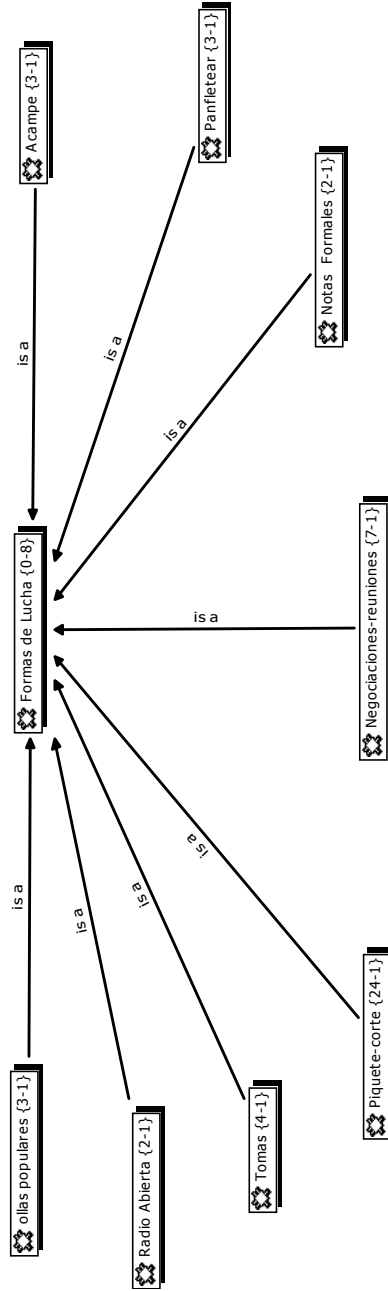 Formas de Lucha {0-8}
ollas populares {3-1}
is a
Radio Abierta {2-1}
is a
Tomas {4-1}
is a
Piquete-corte {24-1}
is a
Negociaciones-reuniones {7-1}
is a
Notas Formales {2-1}
is a
Panfletear {3-1}
is a
Acampe {3-1}
is a